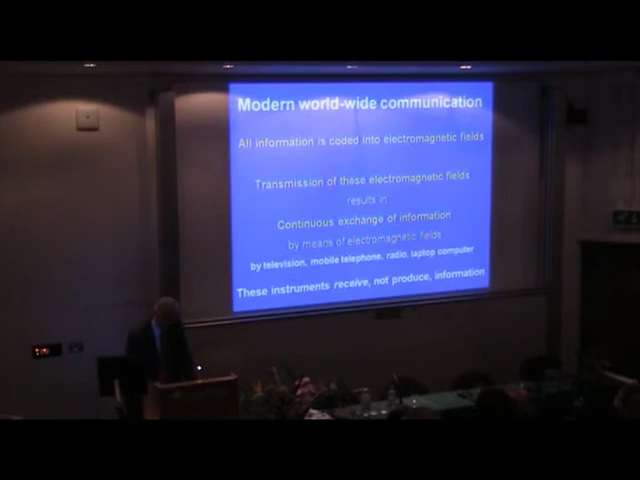 Modern world-wide communication
All information is coded into electromagnetic fields
Transmission of these electromagnetic fields
results in
Continuous exchange of information
by means of electromagnetic fields
by television, mobile telephone, radio, laptop computer
These instruments receive, not produce, information